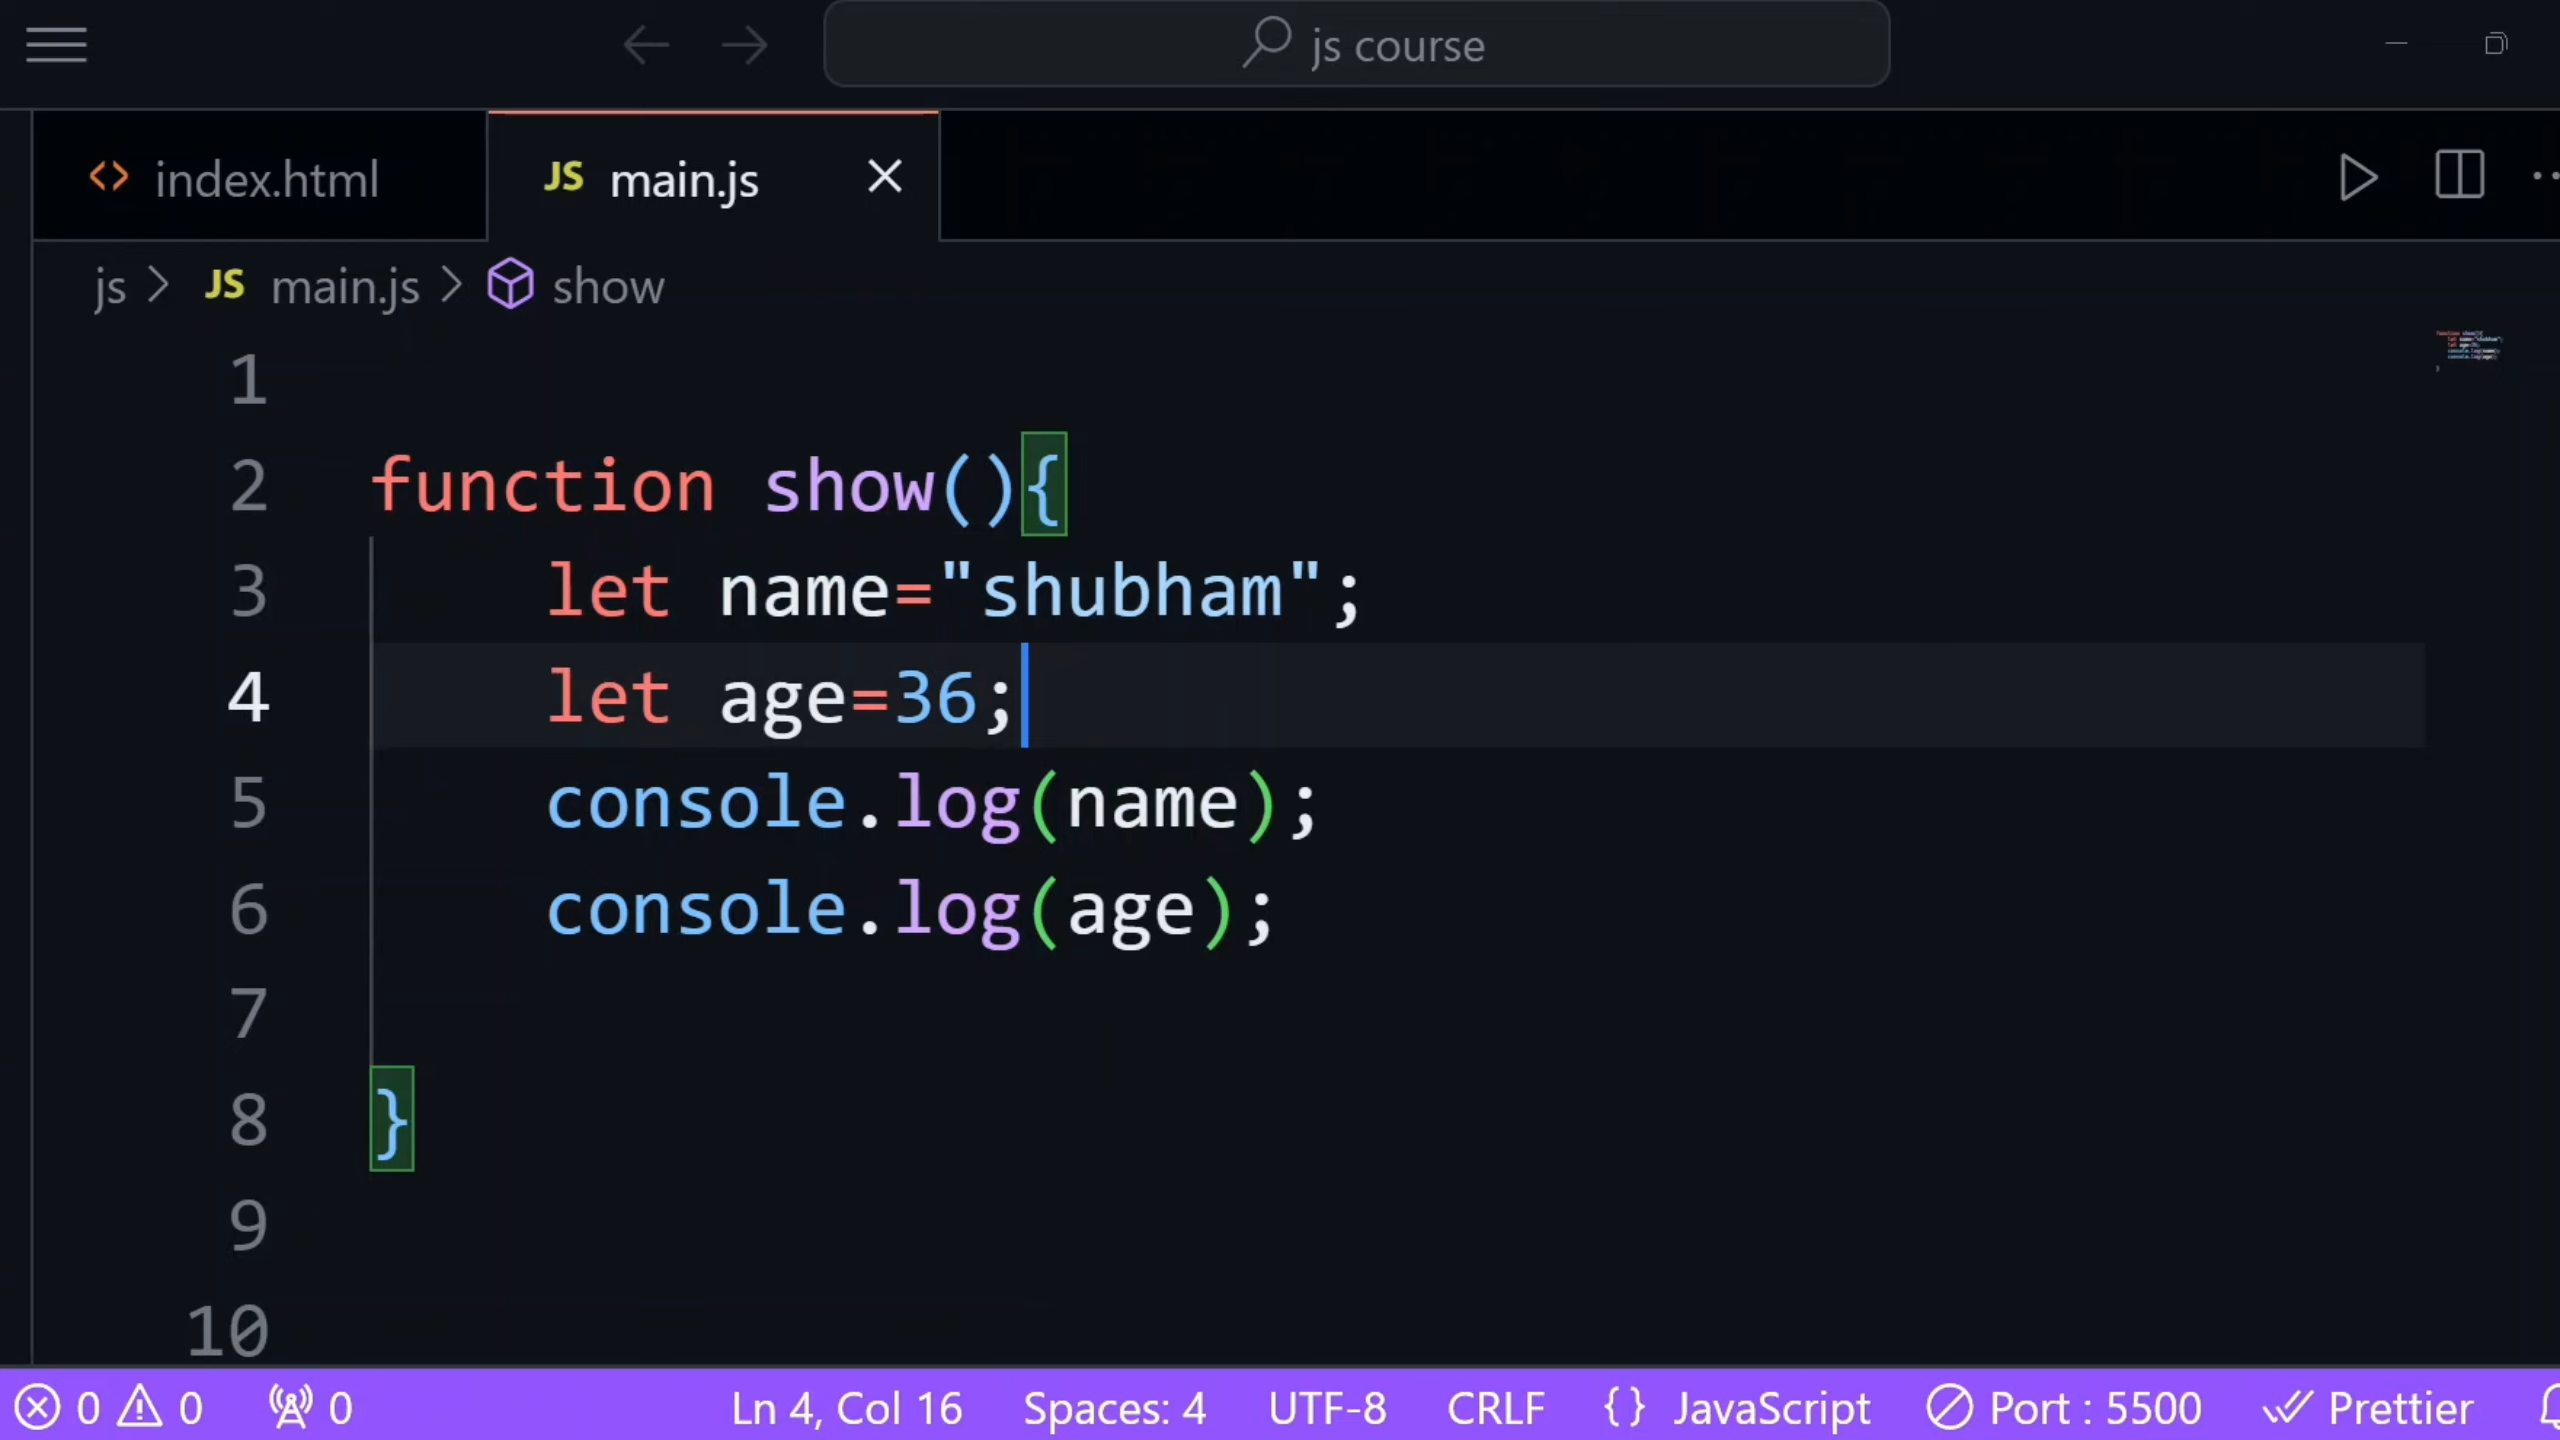 js course
index.html
JS main.js
js > JS main.js > show
1
2 function show(){
3 let name="shubham";
4 let age=36;
5 console.log(name);
6 console.log(age);
7
8 }
9
10
0 0 0 Ln 4, Col 16 Spaces: 4 UTF-8 CRLF {} JavaScript Port : 5500 Prettier